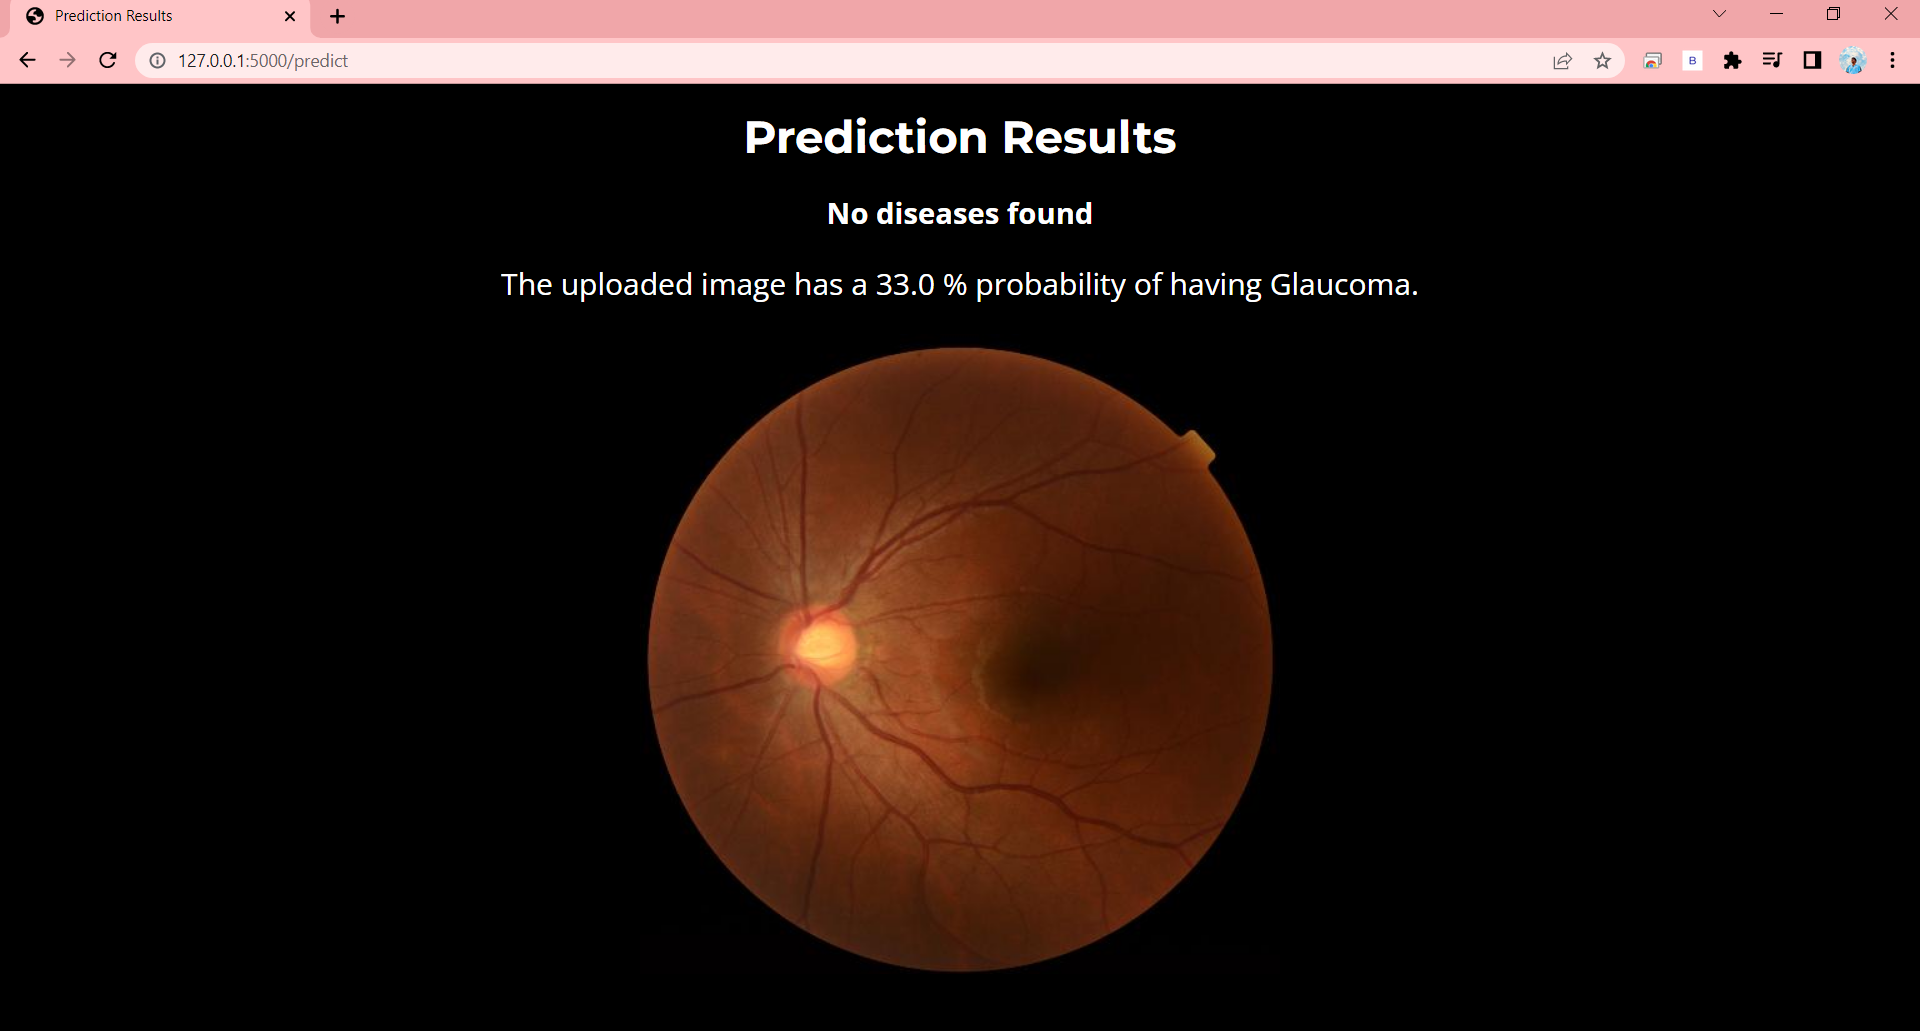 Prediction Results
127.0.0.1:5000/predict
B
Prediction Results
No diseases found
The uploaded image has a 33.0 % probability of having Glaucoma.